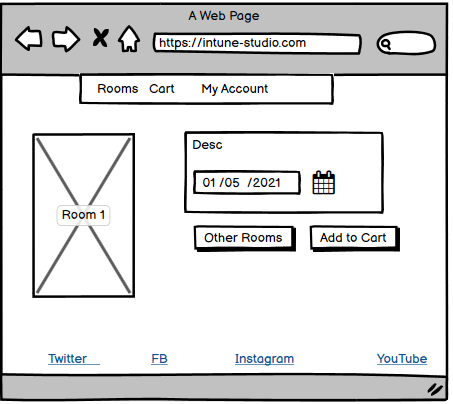 A Web Page
https://intune-studio.com
Rooms Cart My Account
Desc
01 /05 /2021
Room 1
Other Rooms Add to Cart
Twitter FB Instagram YouTube